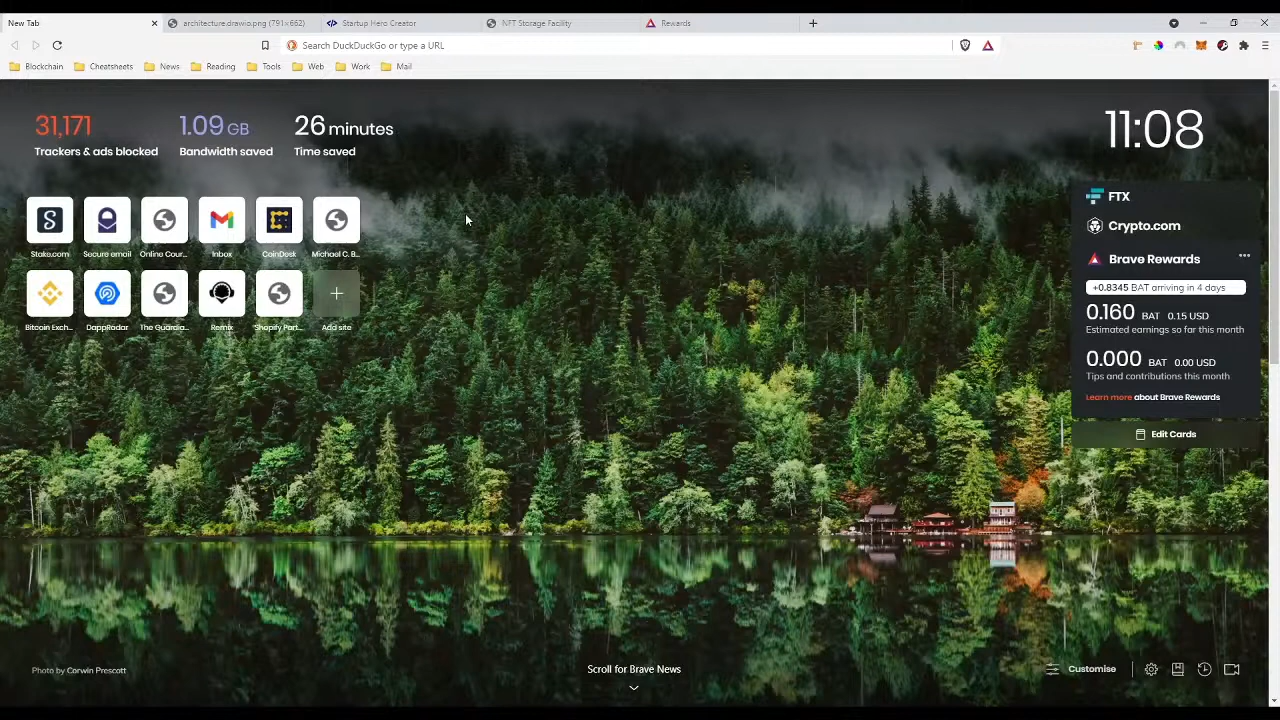 New Tab
architecture.drawio.png (791×662)
Startup Hero Creator
NFT Storage Facility
Rewards
Search DuckDuckGo or type a URL
Blockchain
Cheatsheets
News
Reading
Tools
Web
Work
Mail
31,171
Trackers & ads blocked
1.09 GB
Bandwidth saved
26 minutes
Time saved
11:08
Stake.com
Secure email
Online Cour...
Inbox
CoinDesk
Michael C. B...
Bitcoin Exch...
DappRadar
The Guardia...
Remix
Shopify Part...
Add site
FTX
Crypto.com
Brave Rewards
+0.8345 BAT arriving in 4 days
0.160 BAT 0.15 USD
Estimated earnings so far this month
0.000 BAT 0.00 USD
Tips and contributions this month
Learn more about Brave Rewards
Edit Cards
Photo by Corwin Prescott
Scroll for Brave News
Customise